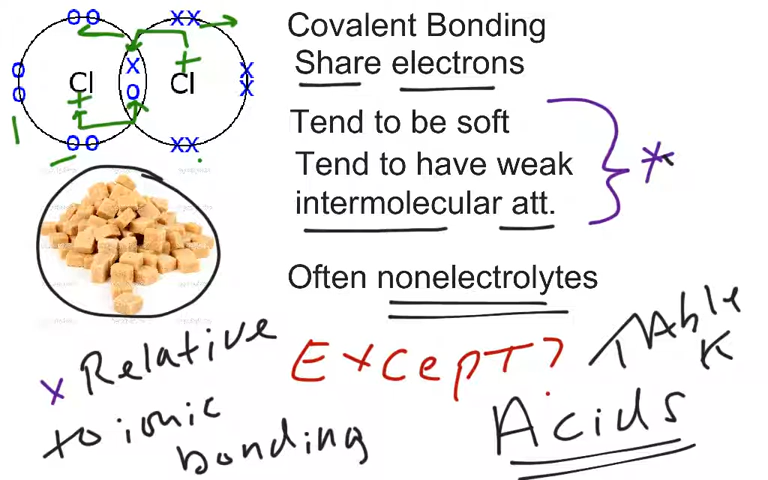 Cl
Cl
Covalent Bonding
Share electrons
Tend to be soft
Tend to have weak
intermolecular att.
Often nonelectrolytes
x Relative
to ionic
bonding
Except?
Table
K
Acids